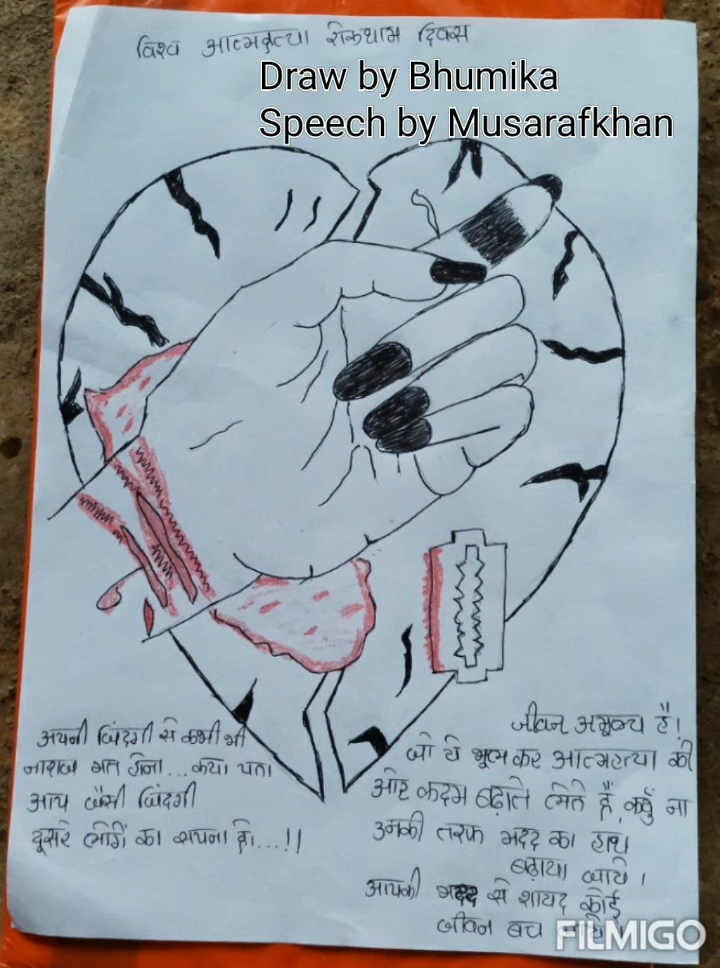 विश्व आत्महत्या रोकथाम दिवस
Draw by Bhumika
Speech by Musarafkhan
अपनी जिंदगी से कभी भी
नाराज मत होना... क्या पता
आप जैसी जिंदगी
दूसरे लोगों का सपना हो...!!
जीवन अमूल्य है!
जो ये भूल कर आत्महत्या की
ओर कदम बढ़ाते लेते हैं, क्यूँ ना
उनकी तरफ मदद का हाथ
बढ़ाया जाये।
आपकी मदद से शायद कोई
जीवन बच
FILMIGO